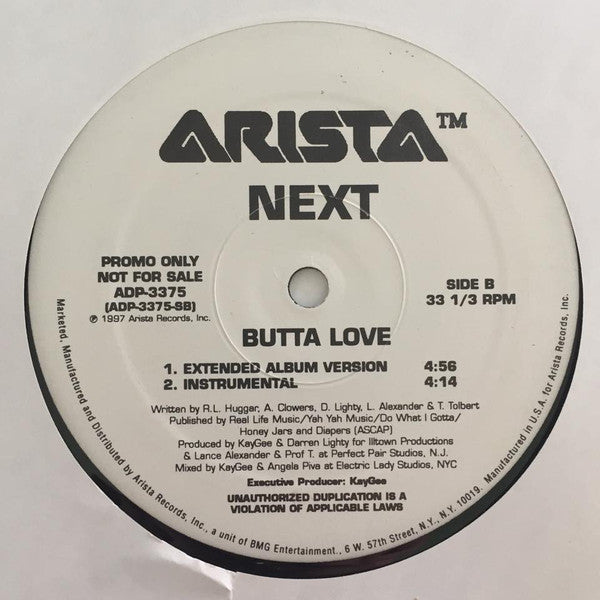 ARISTA™
NEXT
PROMO ONLY
NOT FOR SALE
ADP-3375
(ADP-3375-SB)
℗ 1997 Arista Records, Inc.
SIDE B
33 1/3 RPM
BUTTA LOVE
1. EXTENDED ALBUM VERSION 4:56
2. INSTRUMENTAL 4:14
Written by R.L. Huggar, A. Clowers, D. Lighty, L. Alexander & T. Tolbert
Published by Real Life Music/Yah Yah Music/Do What I Gotta/
Honey Jars and Diapers (ASCAP)
Produced by KayGee & Darren Lighty for Illtown Productions
& Lance Alexander & Prof T. at Perfect Pair Studios, N.J.
Mixed by KayGee & Angela Piva at Electric Lady Studios, NYC
Executive Producer: KayGee
UNAUTHORIZED DUPLICATION IS A
VIOLATION OF APPLICABLE LAWS
Marketed, Manufactured and Distributed by Arista Records, Inc., a unit of BMG Entertainment., 6 W. 57th Street, N.Y., N.Y. 10019. Manufactured in U.S.A. for Arista Records, Inc.